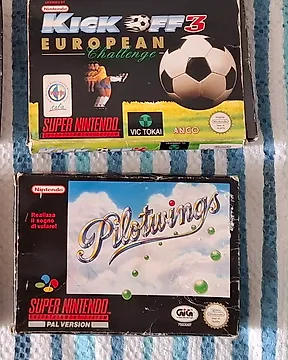 Nintendo
KICK OFF 3
EUROPEAN
Challenge
SUPER NINTENDO
VIC TOKAI
ANCO
Nintendo
Realizza
il sogno
di volare!
Pilotwings
SUPER NINTENDO
PAL VERSION
GiG